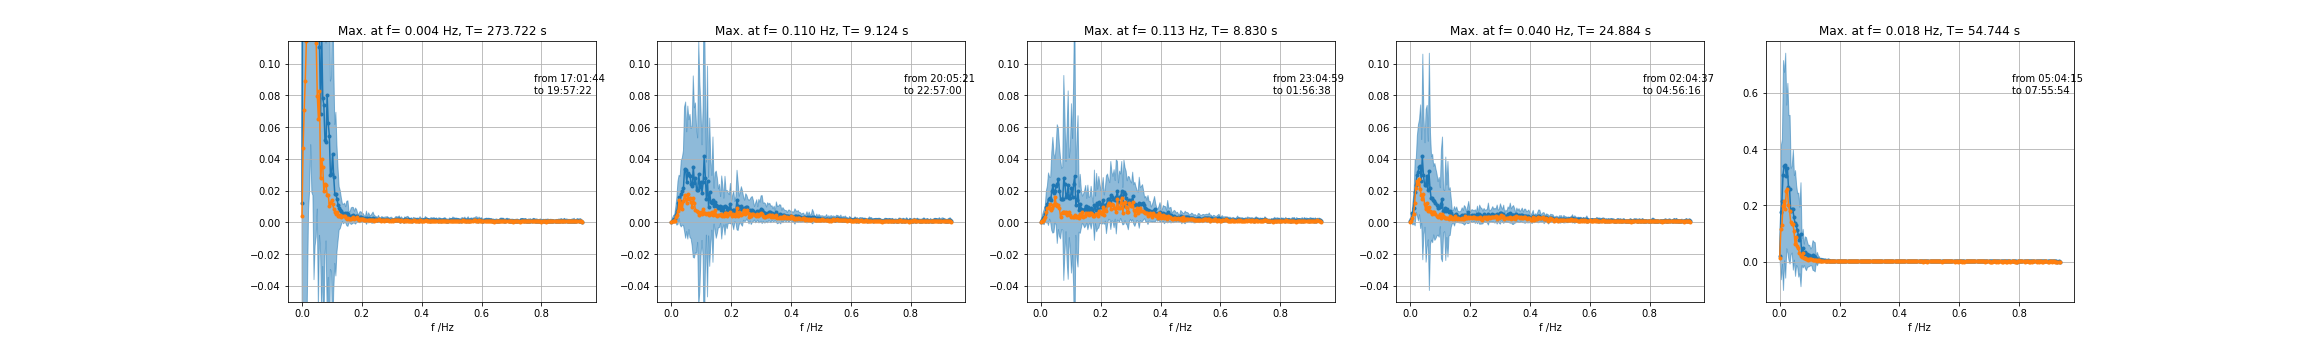 Max. at f= 0.004 Hz, T= 273.722 s
0.10
0.08
0.06
0.04
0.02
0.00
−0.02
−0.04
from 17:01:44
to 19:57:22
0.0 0.2 0.4 0.6 0.8
f /Hz
Max. at f= 0.110 Hz, T= 9.124 s
0.10
0.08
0.06
0.04
0.02
0.00
−0.02
−0.04
from 20:05:21
to 22:57:00
0.0 0.2 0.4 0.6 0.8
f /Hz
Max. at f= 0.113 Hz, T= 8.830 s
0.10
0.08
0.06
0.04
0.02
0.00
−0.02
−0.04
from 23:04:59
to 01:56:38
0.0 0.2 0.4 0.6 0.8
f /Hz
Max. at f= 0.040 Hz, T= 24.884 s
0.10
0.08
0.06
0.04
0.02
0.00
−0.02
−0.04
from 02:04:37
to 04:56:16
0.0 0.2 0.4 0.6 0.8
f /Hz
Max. at f= 0.018 Hz, T= 54.744 s
0.6
0.4
0.2
0.0
from 05:04:15
to 07:55:54
0.0 0.2 0.4 0.6 0.8
f /Hz